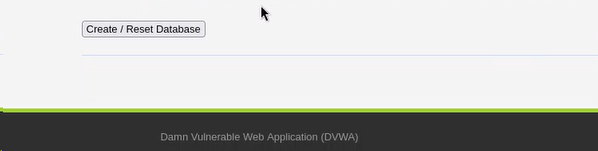 Create / Reset Database
Damn Vulnerable Web Application (DVWA)